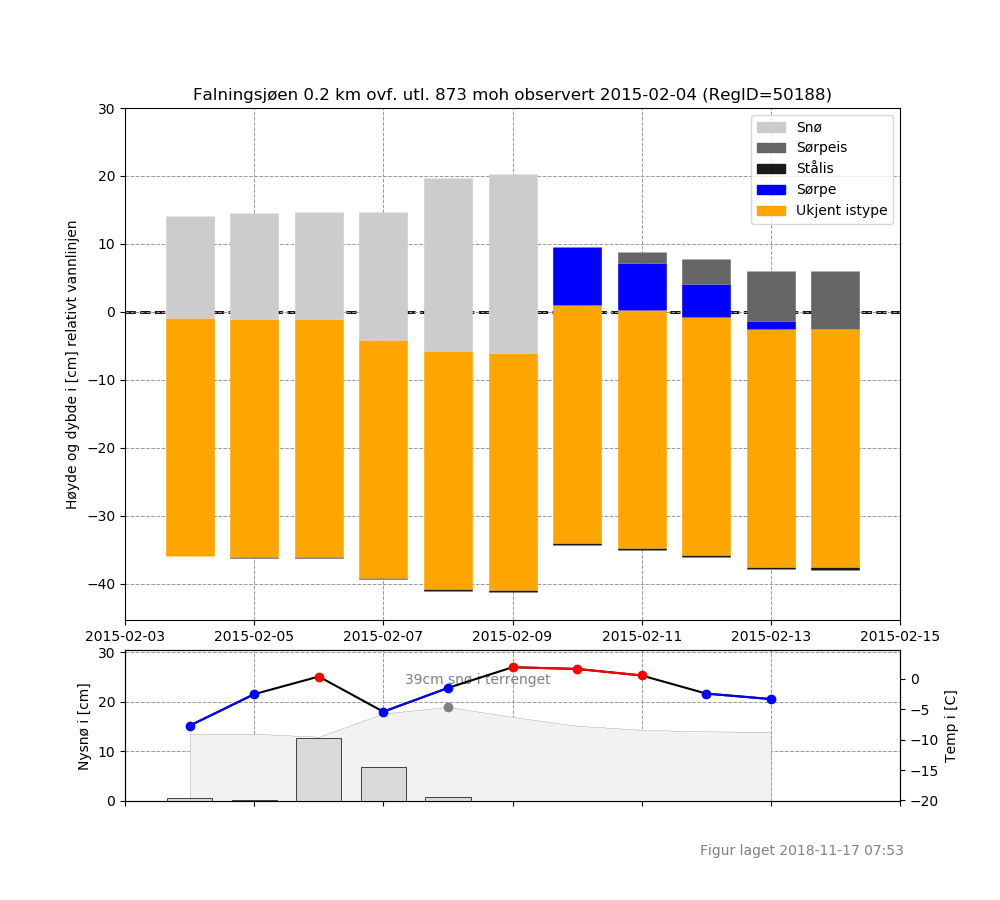 Falningsjøen 0.2 km ovf. utl. 873 moh observert 2015-02-04 (RegID=50188)
Høyde og dybde i [cm] relativt vannlinjen
30
20
10
0
−10
−20
−30
−40
Snø
Sørpeis
Stålis
Sørpe
Ukjent istype
2015-02-03 2015-02-05 2015-02-07 2015-02-09 2015-02-11 2015-02-13 2015-02-15
Nysnø i [cm]
30
20
10
0
39cm snø i terrenget
0
−5
−10
−15
−20
Temp i [C]
Figur laget 2018-11-17 07:53